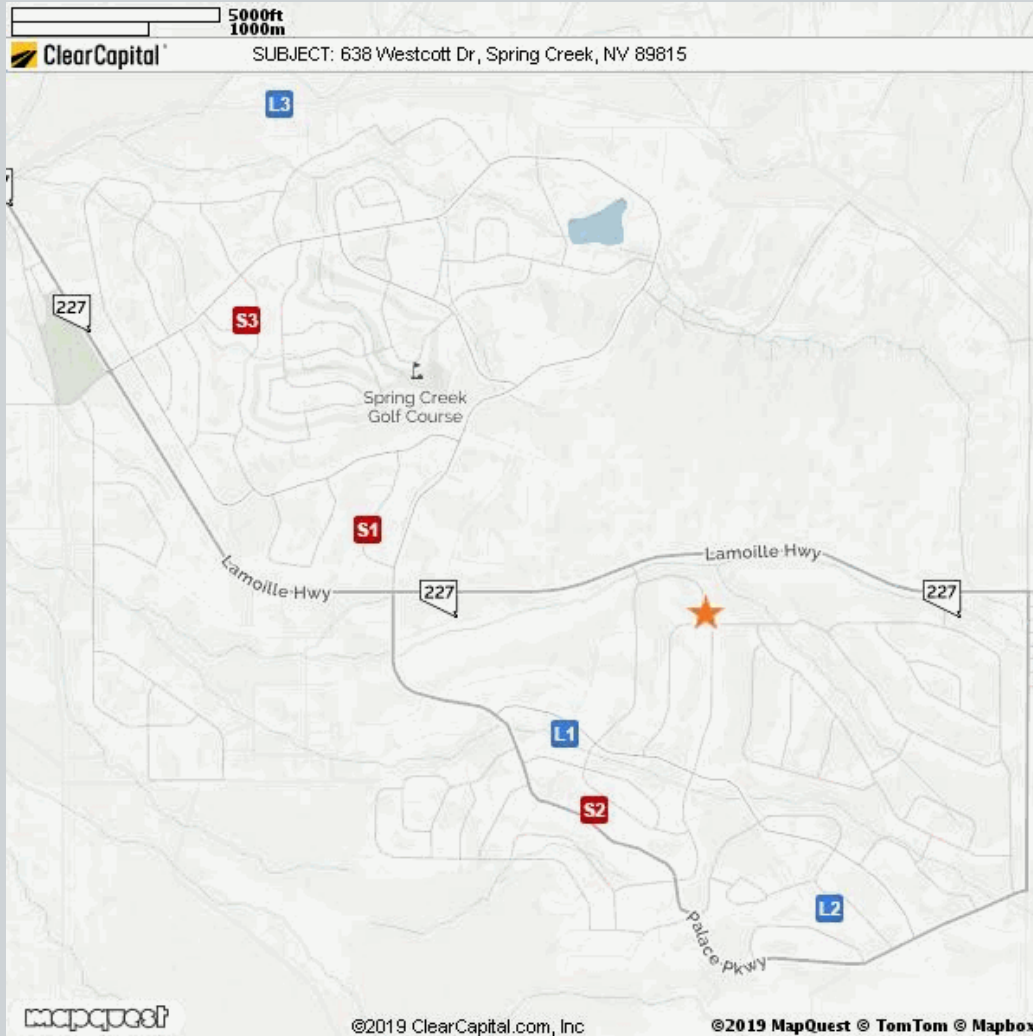 5000ft
1000m
ClearCapital
SUBJECT: 638 Westcott Dr, Spring Creek, NV 89815
L3
227
S3
Spring Creek
Golf Course
S1
Lamoille Hwy
Lamoille Hwy
227
227
L1
S2
L2
Palace Pkwy
mapquest
©2019 ClearCapital.com, Inc
©2019 MapQuest © TomTom © Mapbox